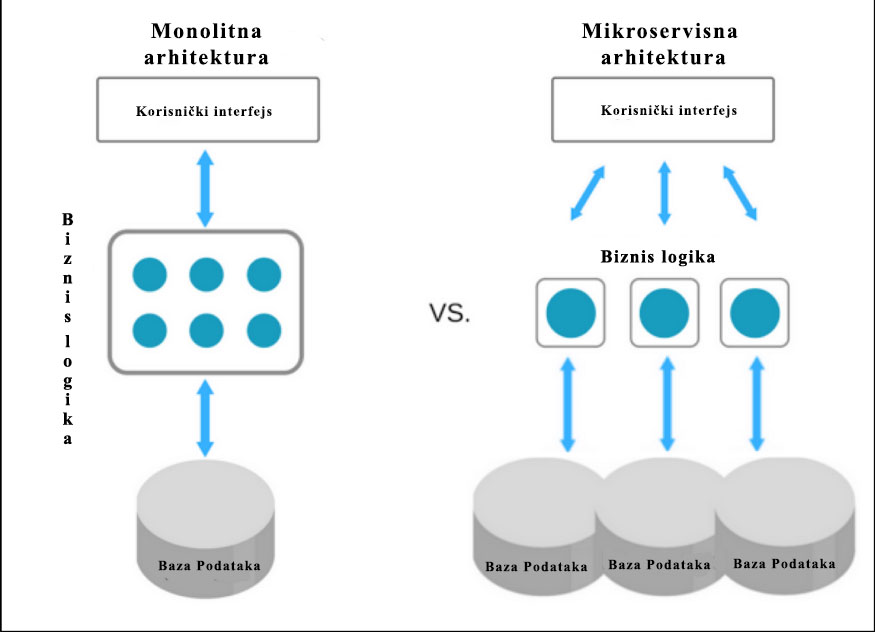 Monolitna
arhitektura
Korisnički interfejs
Biznis logika
Baza Podataka
VS.
Mikroservisna
arhitektura
Korisnički interfejs
Biznis logika
Baza Podataka
Baza Podataka
Baza Podataka